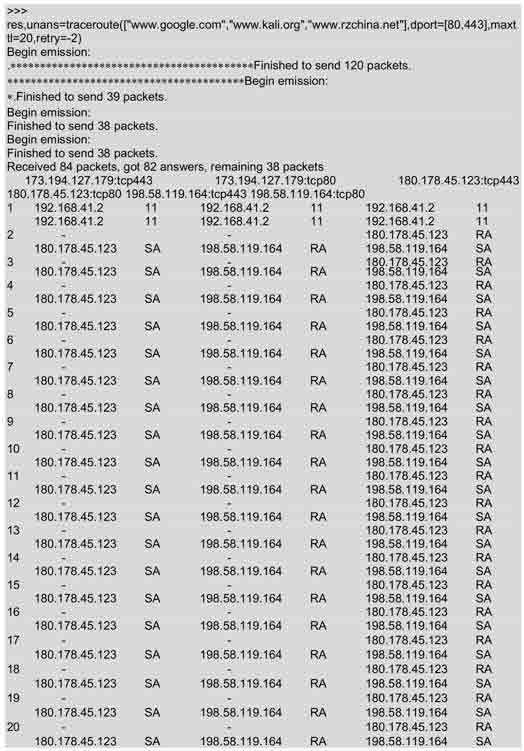 >>>
res,unans=traceroute(["www.google.com","www.kali.org","www.rzchina.net"],dport=[80,443],maxt
tl=20,retry=-2)
Begin emission:
.****************************************Finished to send 120 packets.
****************************************Begin emission:
*.Finished to send 39 packets.
Begin emission:
Finished to send 38 packets.
Begin emission:
Finished to send 38 packets.
Received 84 packets, got 82 answers, remaining 38 packets
173.194.127.179:tcp443 173.194.127.179:tcp80 180.178.45.123:tcp443
180.178.45.123:tcp80 198.58.119.164:tcp443 198.58.119.164:tcp80
1 192.168.41.2 11 192.168.41.2 11 192.168.41.2 11
192.168.41.2 11 192.168.41.2 11 192.168.41.2 11
2 - - 180.178.45.123 RA
180.178.45.123 SA 198.58.119.164 RA 198.58.119.164 SA
3 - - 180.178.45.123 RA
180.178.45.123 SA 198.58.119.164 RA 198.58.119.164 SA
4 - - 180.178.45.123 RA
180.178.45.123 SA 198.58.119.164 RA 198.58.119.164 SA
5 - - 180.178.45.123 RA
180.178.45.123 SA 198.58.119.164 RA 198.58.119.164 SA
6 - - 180.178.45.123 RA
180.178.45.123 SA 198.58.119.164 RA 198.58.119.164 SA
7 - - 180.178.45.123 RA
180.178.45.123 SA 198.58.119.164 RA 198.58.119.164 SA
8 - - 180.178.45.123 RA
180.178.45.123 SA 198.58.119.164 RA 198.58.119.164 SA
9 - - 180.178.45.123 RA
180.178.45.123 SA 198.58.119.164 RA 198.58.119.164 SA
10 - - 180.178.45.123 RA
180.178.45.123 SA 198.58.119.164 RA 198.58.119.164 SA
11 - - 180.178.45.123 RA
180.178.45.123 SA 198.58.119.164 RA 198.58.119.164 SA
12 - - 180.178.45.123 RA
180.178.45.123 SA 198.58.119.164 RA 198.58.119.164 SA
13 - - 180.178.45.123 RA
180.178.45.123 SA 198.58.119.164 RA 198.58.119.164 SA
14 - - 180.178.45.123 RA
180.178.45.123 SA 198.58.119.164 RA 198.58.119.164 SA
15 - - 180.178.45.123 RA
180.178.45.123 SA 198.58.119.164 RA 198.58.119.164 SA
16 - - 180.178.45.123 RA
180.178.45.123 SA 198.58.119.164 RA 198.58.119.164 SA
17 - - 180.178.45.123 RA
180.178.45.123 SA 198.58.119.164 RA 198.58.119.164 SA
18 - - 180.178.45.123 RA
180.178.45.123 SA 198.58.119.164 RA 198.58.119.164 SA
19 - - 180.178.45.123 RA
180.178.45.123 SA 198.58.119.164 RA 198.58.119.164 SA
20 - - 180.178.45.123 RA
180.178.45.123 SA 198.58.119.164 RA 198.58.119.164 SA